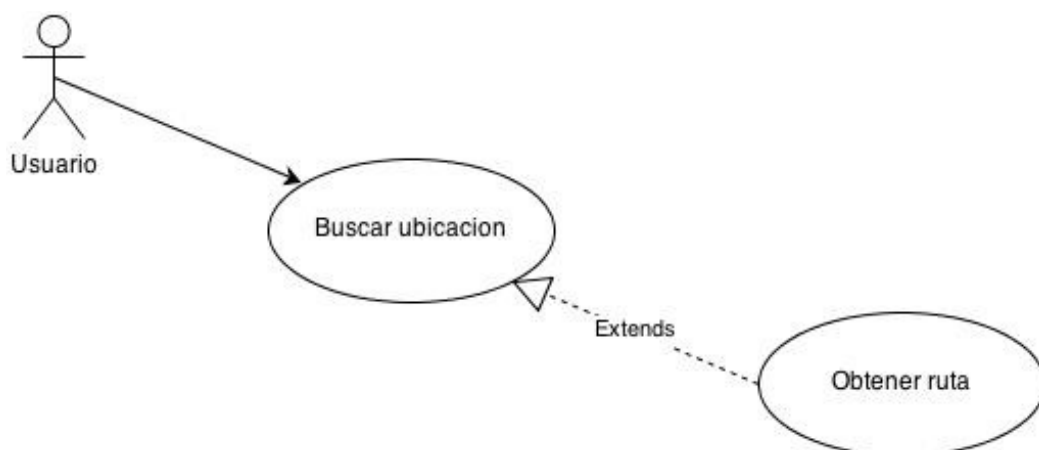 Usuario
Buscar ubicacion
Extends
Obtener ruta